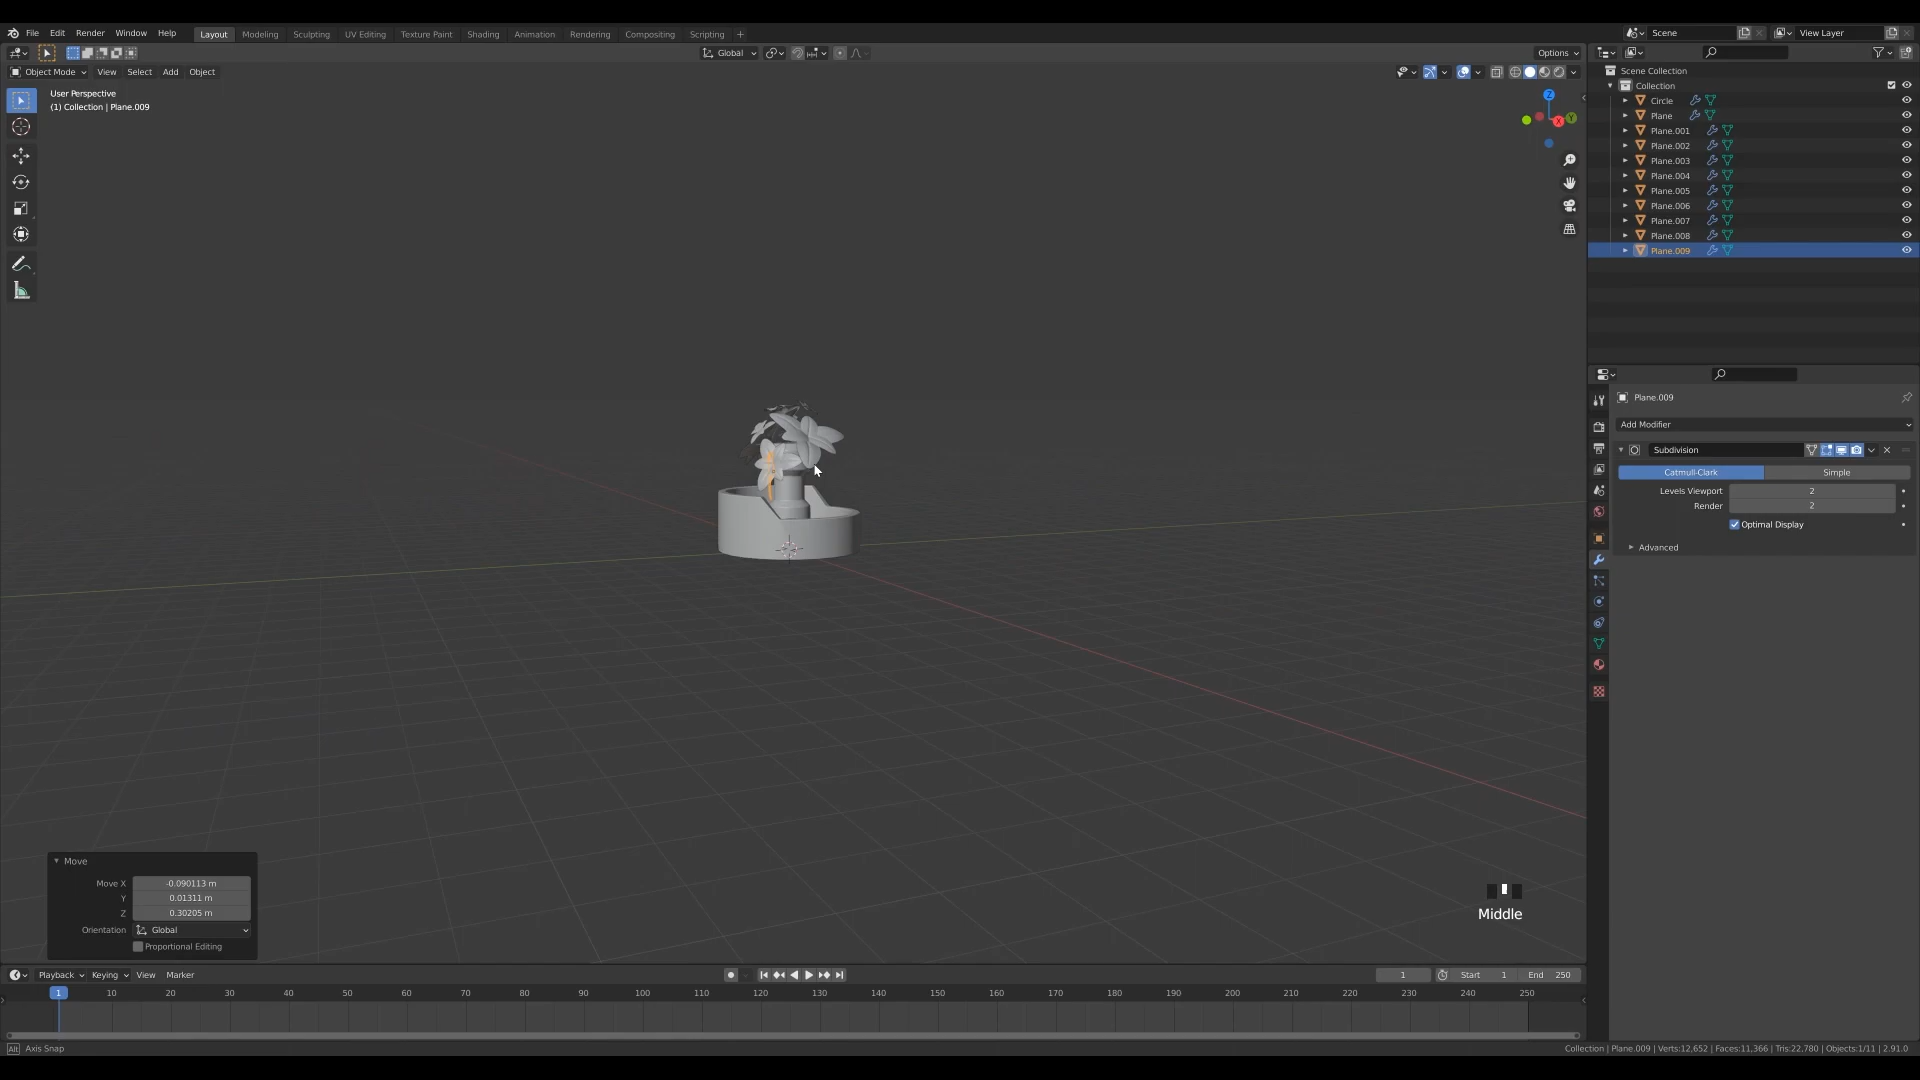 File Edit Render Window Help Layout Modeling Sculpting UV Editing Texture Paint Shading Animation Rendering Compositing Scripting + Scene View Layer
Global Options
Object Mode View Select Add Object
User Perspective
(1) Collection | Plane.009
Z
X
Y
Scene Collection
Collection
Circle
Plane
Plane.001
Plane.002
Plane.003
Plane.004
Plane.005
Plane.006
Plane.007
Plane.008
Plane.009
Plane.009
Add Modifier
Subdivision
Catmull-Clark Simple
Levels Viewport 2
Render 2
Optimal Display
Advanced
Move
Move X -0.090113 m
Y 0.01311 m
Z 0.30205 m
Orientation Global
Proportional Editing
Middle
Playback Keying View Marker 1 Start 1 End 250
1 10 20 30 40 50 60 70 80 90 100 110 120 130 140 150 160 170 180 190 200 210 220 230 240 250
Alt Axis Snap
Collection | Plane.009 | Verts:12,652 | Faces:11,366 | Tris:22,780 | Objects:1/11 | 2.91.0